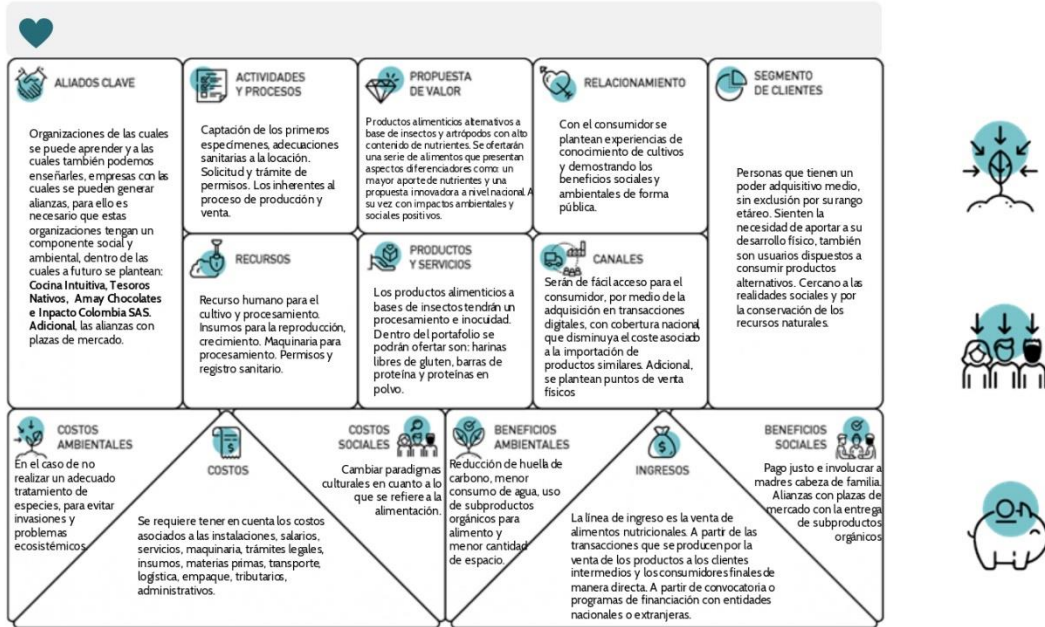 ALIADOS CLAVE
Organizaciones de las cuales
se puede aprender y a las
cuales también podemos
enseñarles, empresas con las
cuales se pueden generar
alianzas, para ello es
necesario que estas
organizaciones tengan un
componente social y
ambiental, dentro de las
cuales a futuro se plantean:
Cocina Intuitiva, Tesoros
Nativos, Amay Chocolates
e Inpacto Colombia SAS.
Adicional, las alianzas con
plazas de mercado.
ACTIVIDADES
Y PROCESOS
Captación de los primeros
especímenes, adecuaciones
sanitarias a la locación.
Solicitud y trámite de
permisos. Los inherentes al
proceso de producción y
venta.
RECURSOS
Recurso humano para el
cultivo y procesamiento.
Insumos para la reproducción,
crecimiento. Maquinaria para
procesamiento. Permisos y
registro sanitario.
PROPUESTA
DE VALOR
Productos alimenticios alternativos a
base de insectos y artrópodos con alto
contenido de nutrientes. Se ofertarán
una serie de alimentos que presentan
aspectos diferenciadores como: un
mayor aporte de nutrientes y una
propuesta innovadora a nivel nacional. A
su vez con impactos ambientales y
sociales positivos.
PRODUCTOS
Y SERVICIOS
Los productos alimenticios a
bases de insectos tendrán un
procesamiento e inocuidad.
Dentro del portafolio se
podrán ofertar son: harinas
libres de gluten, barras de
proteína y proteínas en
polvo.
RELACIONAMIENTO
Con el consumidor se
plantean experiencias de
conocimiento de cultivos
y demostrando los
beneficios sociales y
ambientales de forma
pública.
CANALES
Serán de fácil acceso para el
consumidor, por medio de la
adquisición en transacciones
digitales, con cobertura nacional
que disminuya el coste asociado
a la importación de
productos similares. Adicional,
se plantean puntos de venta
físicos
SEGMENTO
DE CLIENTES
Personas que tienen un
poder adquisitivo medio,
sin exclusión por su rango
etáreo. Sienten la
necesidad de aportar a su
desarrollo físico, también
son usuarios dispuestos a
consumir productos
alternativos. Cercano a las
realidades sociales y por
la conservación de los
recursos naturales.
COSTOS
AMBIENTALES
En el caso de no
realizar un adecuado
tratamiento de
especies, para evitar
invasiones y
problemas
ecosistémicos.
COSTOS
Se requiere tener en cuenta los costos
asociados a las instalaciones, salarios,
servicios, maquinaria, trámites legales,
insumos, materias primas, transporte,
logística, empaque, tributarios,
administrativos.
COSTOS
SOCIALES
Cambiar paradigmas
culturales en cuanto a lo
que se refiere a la
alimentación.
BENEFICIOS
AMBIENTALES
Reducción de huella de
carbono, menor
consumo de agua, uso
de subproductos
orgánicos para
alimento y
menor cantidad
de espacio.
INGRESOS
La línea de ingreso es la venta de
alimentos nutricionales. A partir de las
transacciones que se producen por la
venta de los productos a los clientes
intermedios y los consumidores finales de
manera directa. A partir de convocatoria o
programas de financiación con entidades
nacionales o extranjeras.
BENEFICIOS
SOCIALES
Pago justo e involucrar a
madres cabeza de familia.
Alianzas con plazas de
mercado con la entrega
de subproductos
orgánicos